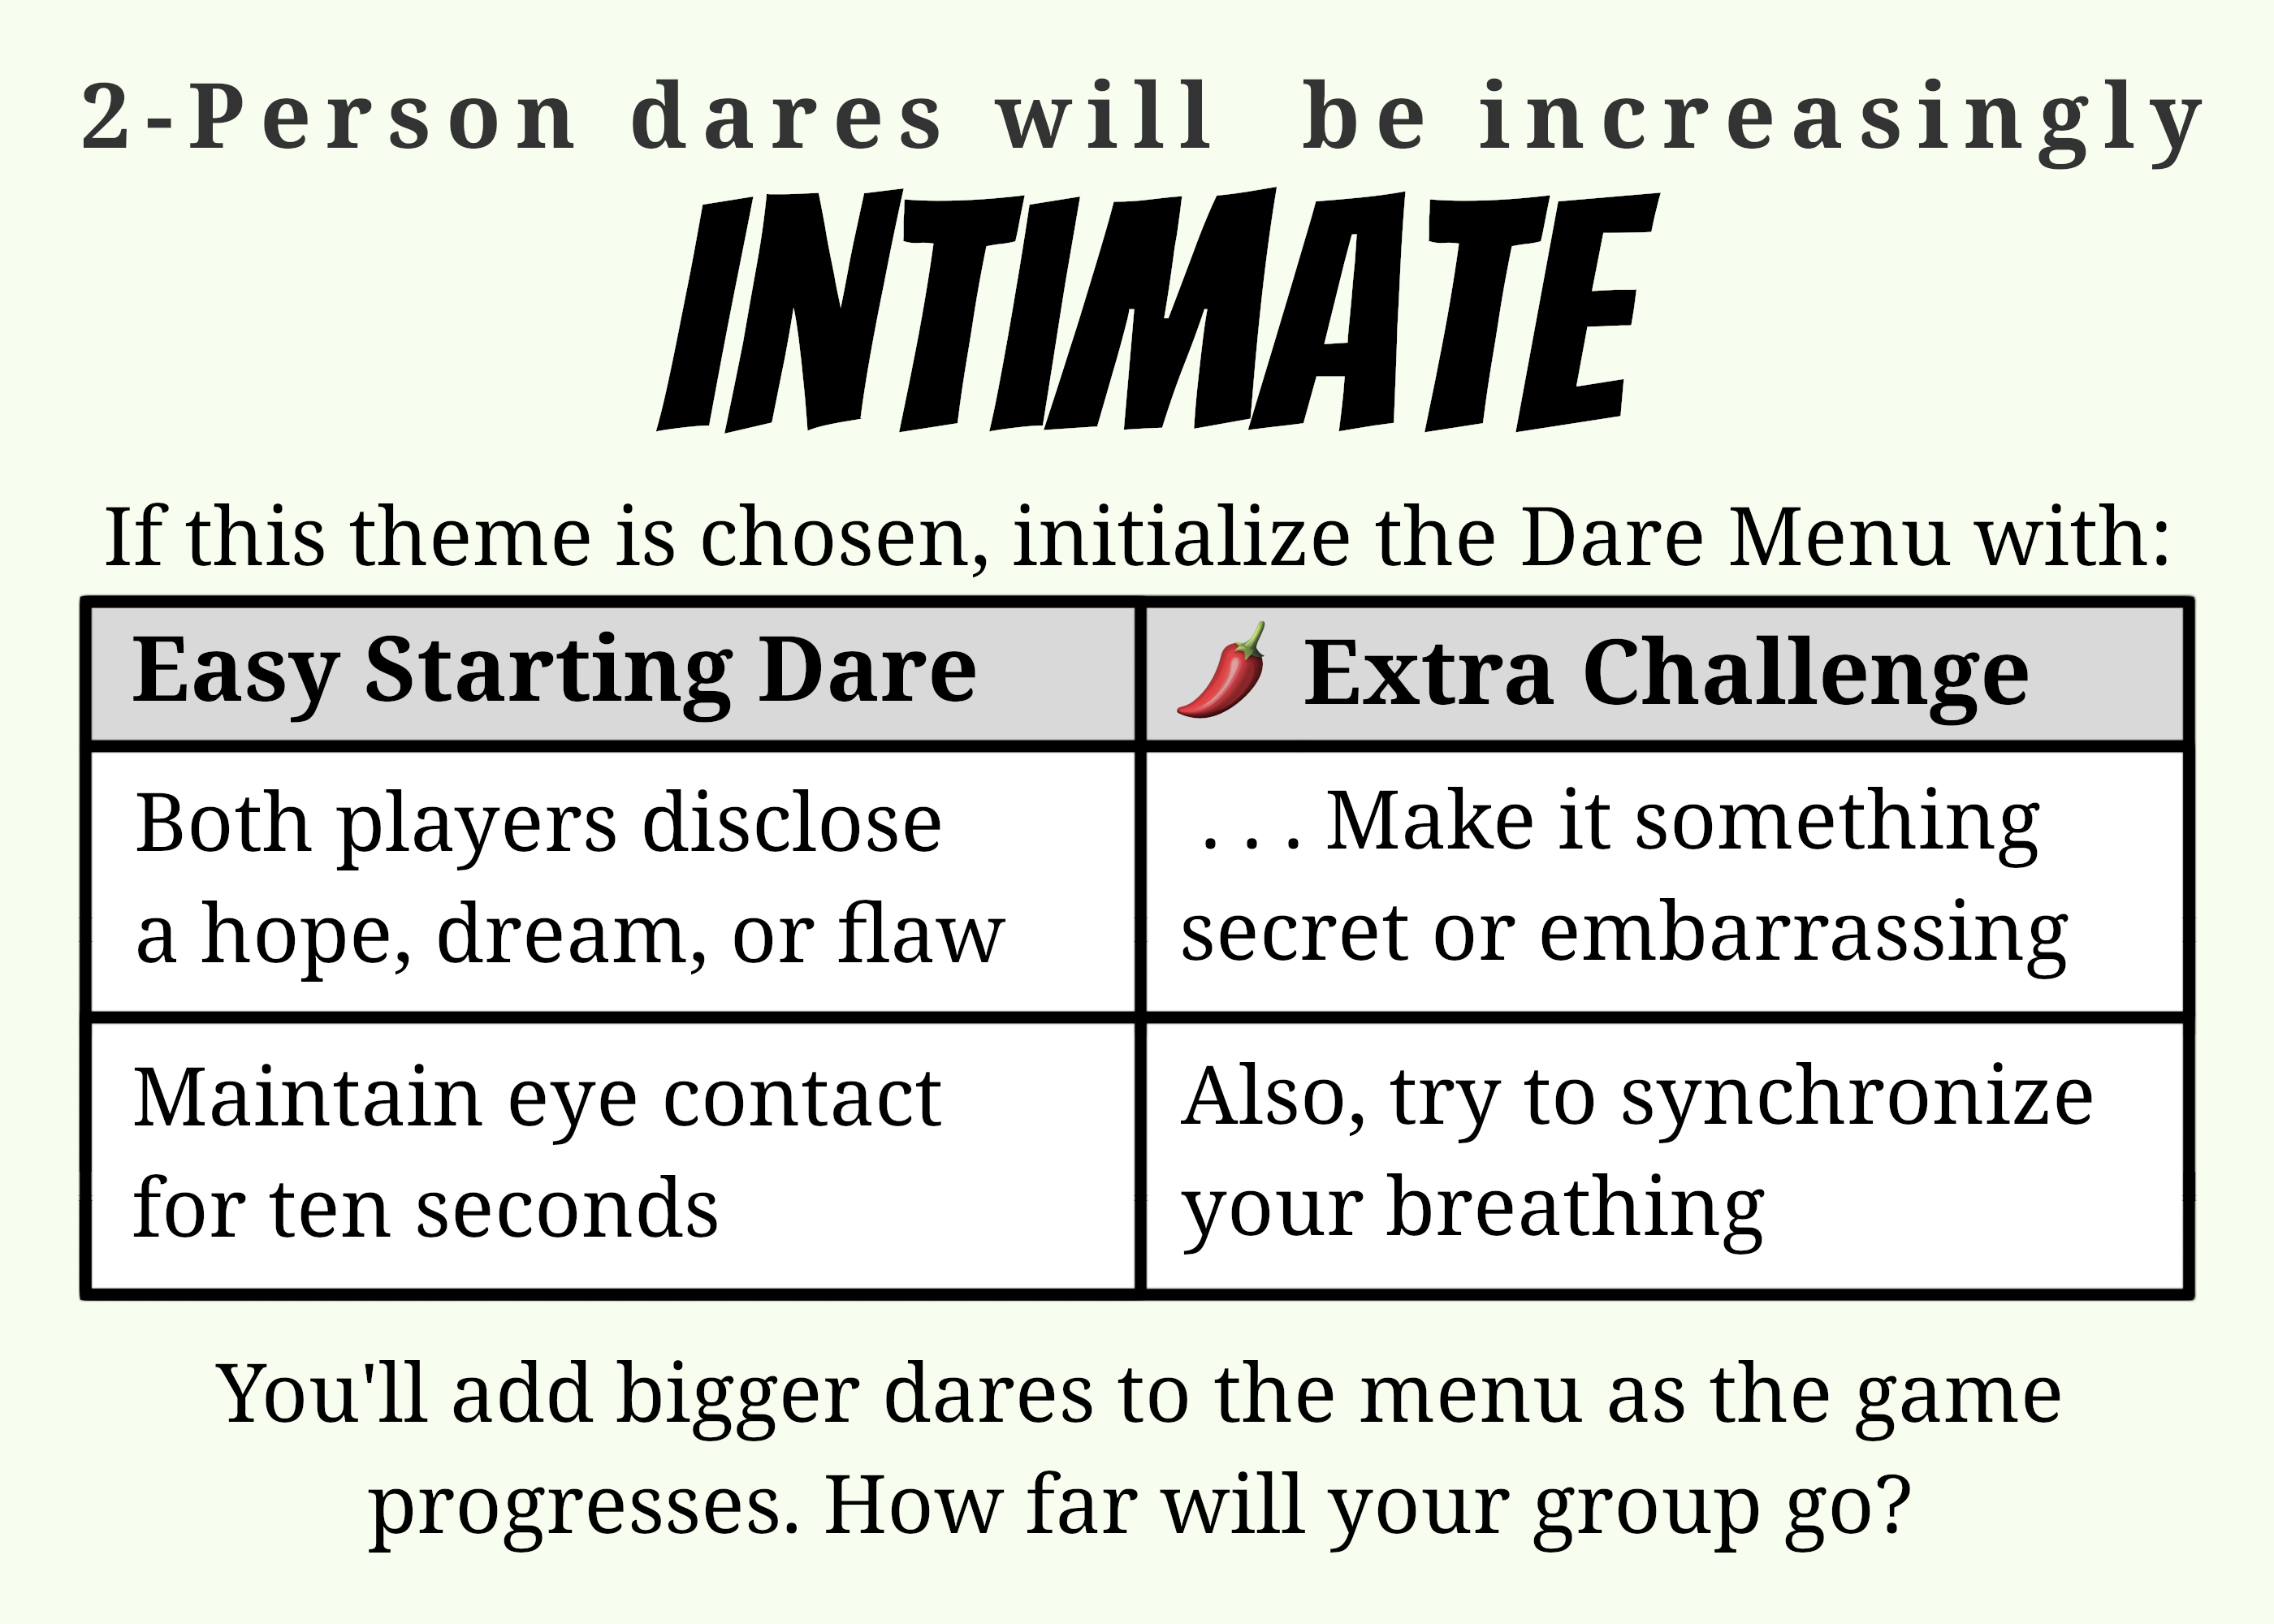 2-Person dares will be increasingly
INTIMATE
If this theme is chosen, initialize the Dare Menu with:
Easy Starting Dare
🌶️ Extra Challenge
Both players disclose
a hope, dream, or flaw
. . . Make it something
secret or embarrassing
Maintain eye contact
for ten seconds
Also, try to synchronize
your breathing
You'll add bigger dares to the menu as the game
progresses. How far will your group go?